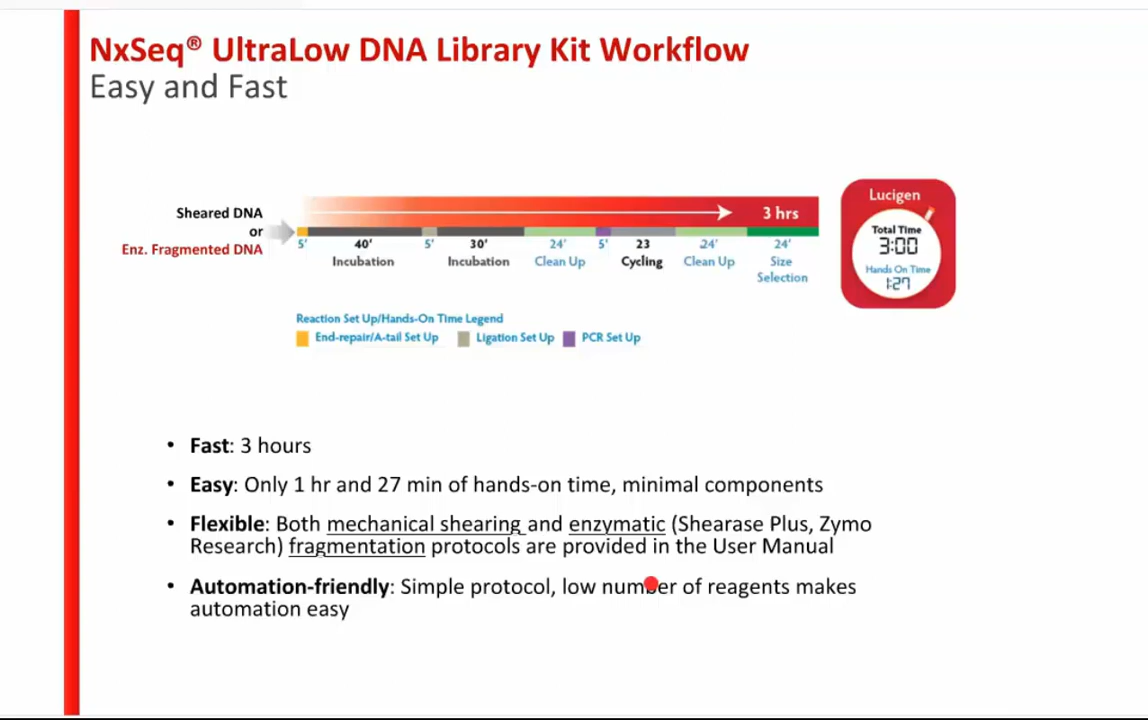 NxSeq® UltraLow DNA Library Kit Workflow
Easy and Fast
Sheared DNA
or
Enz. Fragmented DNA
3 hrs
5' 40' 5' 30' 24' 5' 23 24' 24'
Incubation Incubation Clean Up Cycling Clean Up Size
Selection
Lucigen
Total Time
3:00
Hands On Time
1:27
Reaction Set Up/Hands-On Time Legend
End-repair/A-tail Set Up Ligation Set Up PCR Set Up
• Fast: 3 hours
• Easy: Only 1 hr and 27 min of hands-on time, minimal components
• Flexible: Both mechanical shearing and enzymatic (Shearase Plus, Zymo
Research) fragmentation protocols are provided in the User Manual
• Automation-friendly: Simple protocol, low number of reagents makes
automation easy